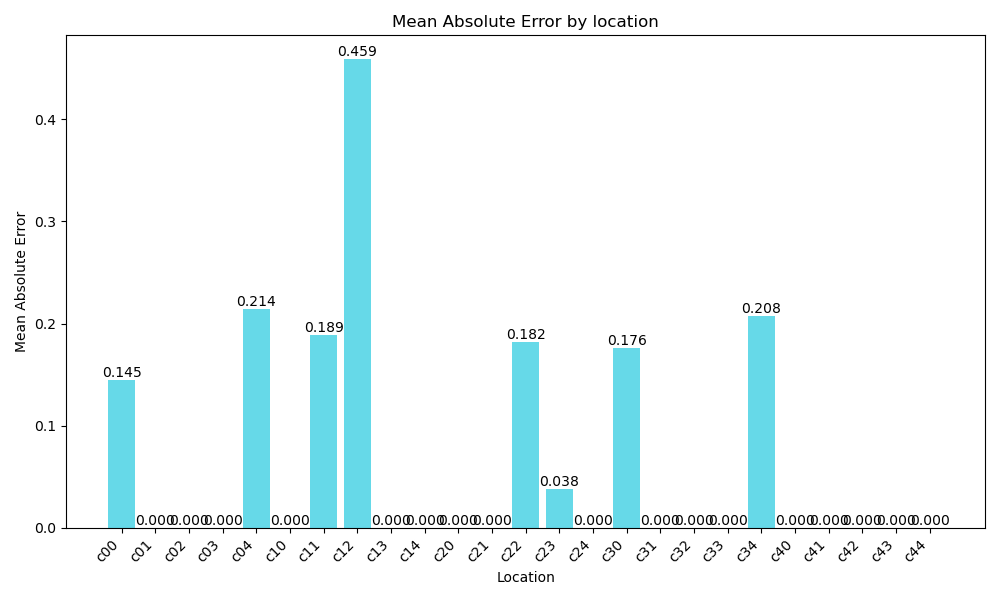 Mean Absolute Error by location
Mean Absolute Error
0.4
0.3
0.2
0.1
0.0
0.145
0.000
0.000
0.000
0.214
0.000
0.189
0.459
0.000
0.000
0.000
0.000
0.182
0.038
0.000
0.176
0.000
0.000
0.000
0.208
0.000
0.000
0.000
0.000
0.000
c00
c01
c02
c03
c04
c10
c11
c12
c13
c14
c20
c21
c22
c23
c24
c30
c31
c32
c33
c34
c40
c41
c42
c43
c44
Location